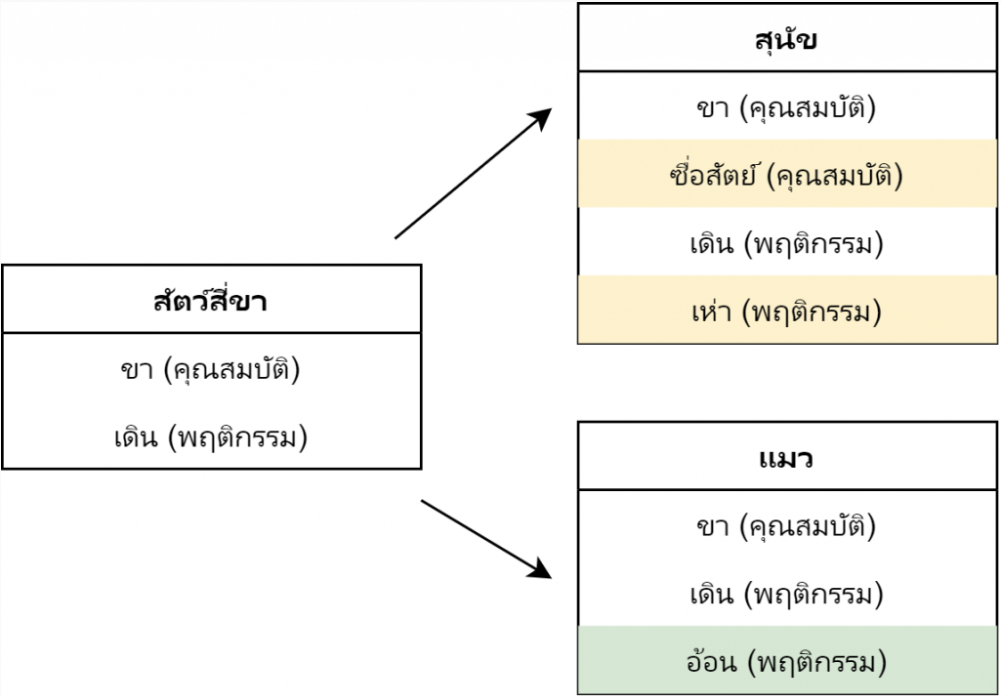 สุนัข
ขา (คุณสมบัติ)
ซื่อสัตย์ (คุณสมบัติ)
เดิน (พฤติกรรม)
เห่า (พฤติกรรม)
สัตว์สี่ขา
ขา (คุณสมบัติ)
เดิน (พฤติกรรม)
แมว
ขา (คุณสมบัติ)
เดิน (พฤติกรรม)
อ้อน (พฤติกรรม)